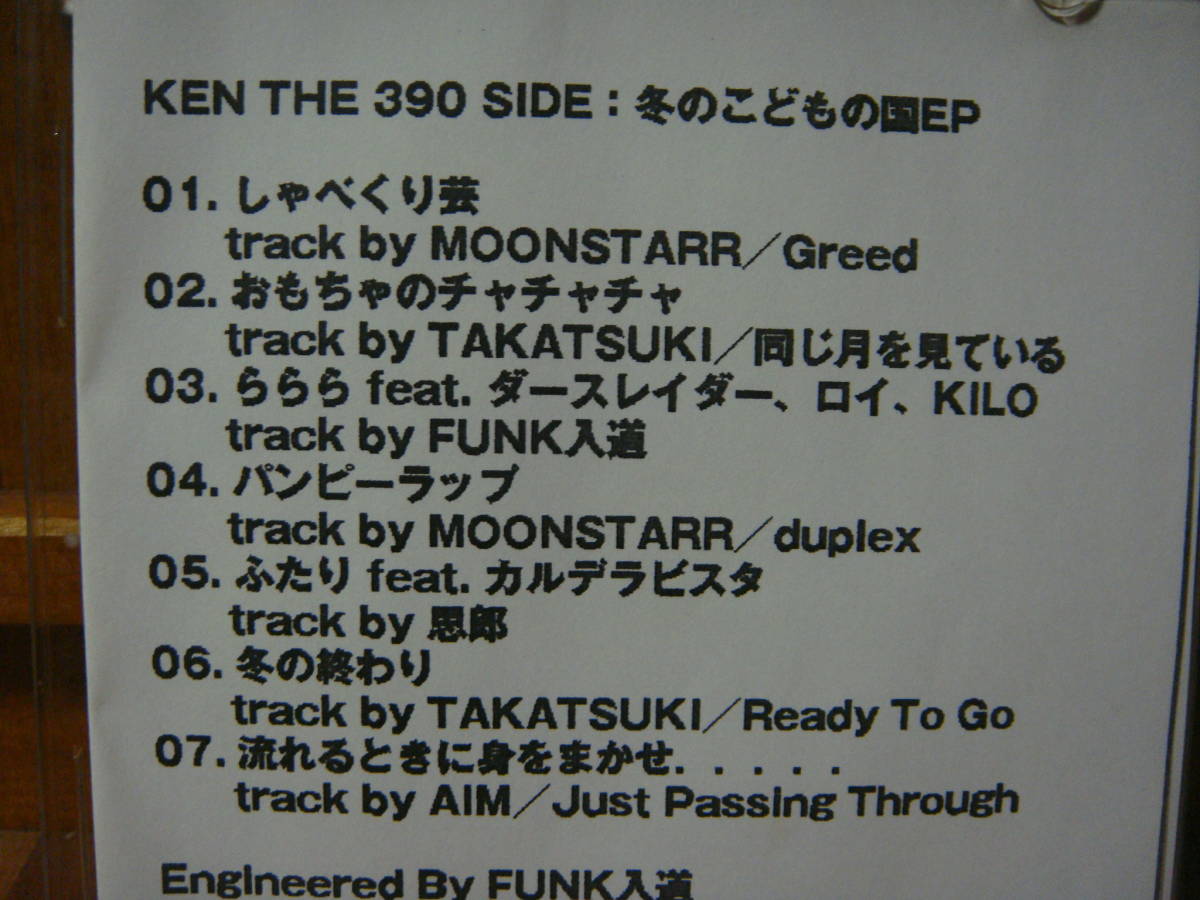 KEN THE 390 SIDE：冬のこどもの国EP
01. しゃべくり芸
track by MOONSTARR／Greed
02. おもちゃのチャチャチャ
track by TAKATSUKI／同じ月を見ている
03. ららら feat. ダースレイダー、ロイ、KILO
track by FUNK入道
04. パンピーラップ
track by MOONSTARR／duplex
05. ふたり feat. カルデラビスタ
track by 思郎
06. 冬の終わり
track by TAKATSUKI／Ready To Go
07. 流れるときに身をまかせ. . . . . .
track by AIM／Just Passing Through
Engineered By FUNK入道